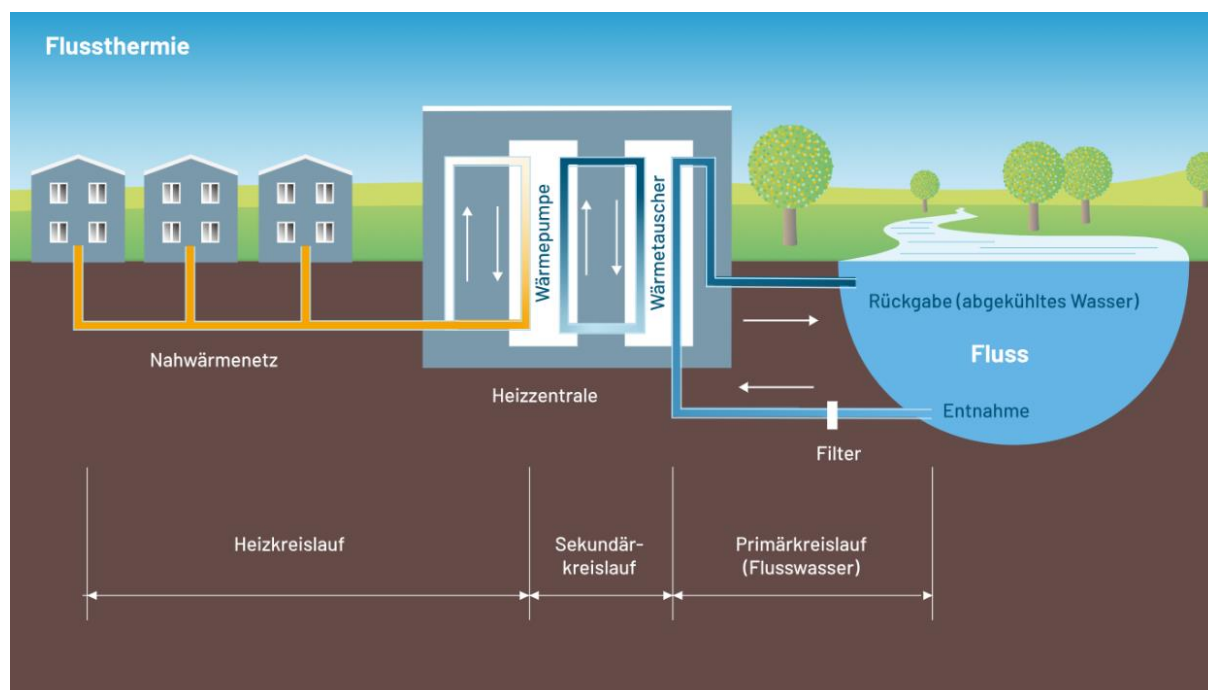 Flussthermie
Wärmepumpe
Wärmetauscher
Rückgabe (abgekühltes Wasser)
Fluss
Nahwärmenetz
Heizzentrale
Entnahme
Filter
Heizkreislauf
Sekundär-
kreislauf
Primärkreislauf
(Flusswasser)